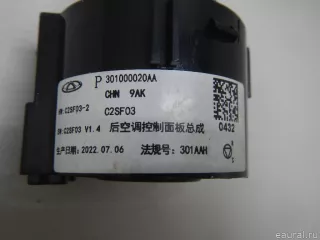 P 301000020AA
CHN 9AK
HW: C2SF03-2 C2SF03
SW: C2SF03 V1.4 后空调控制面板总成 0432
生产日期: 2022.07.06 法规号: 301AAH
eaural.ru